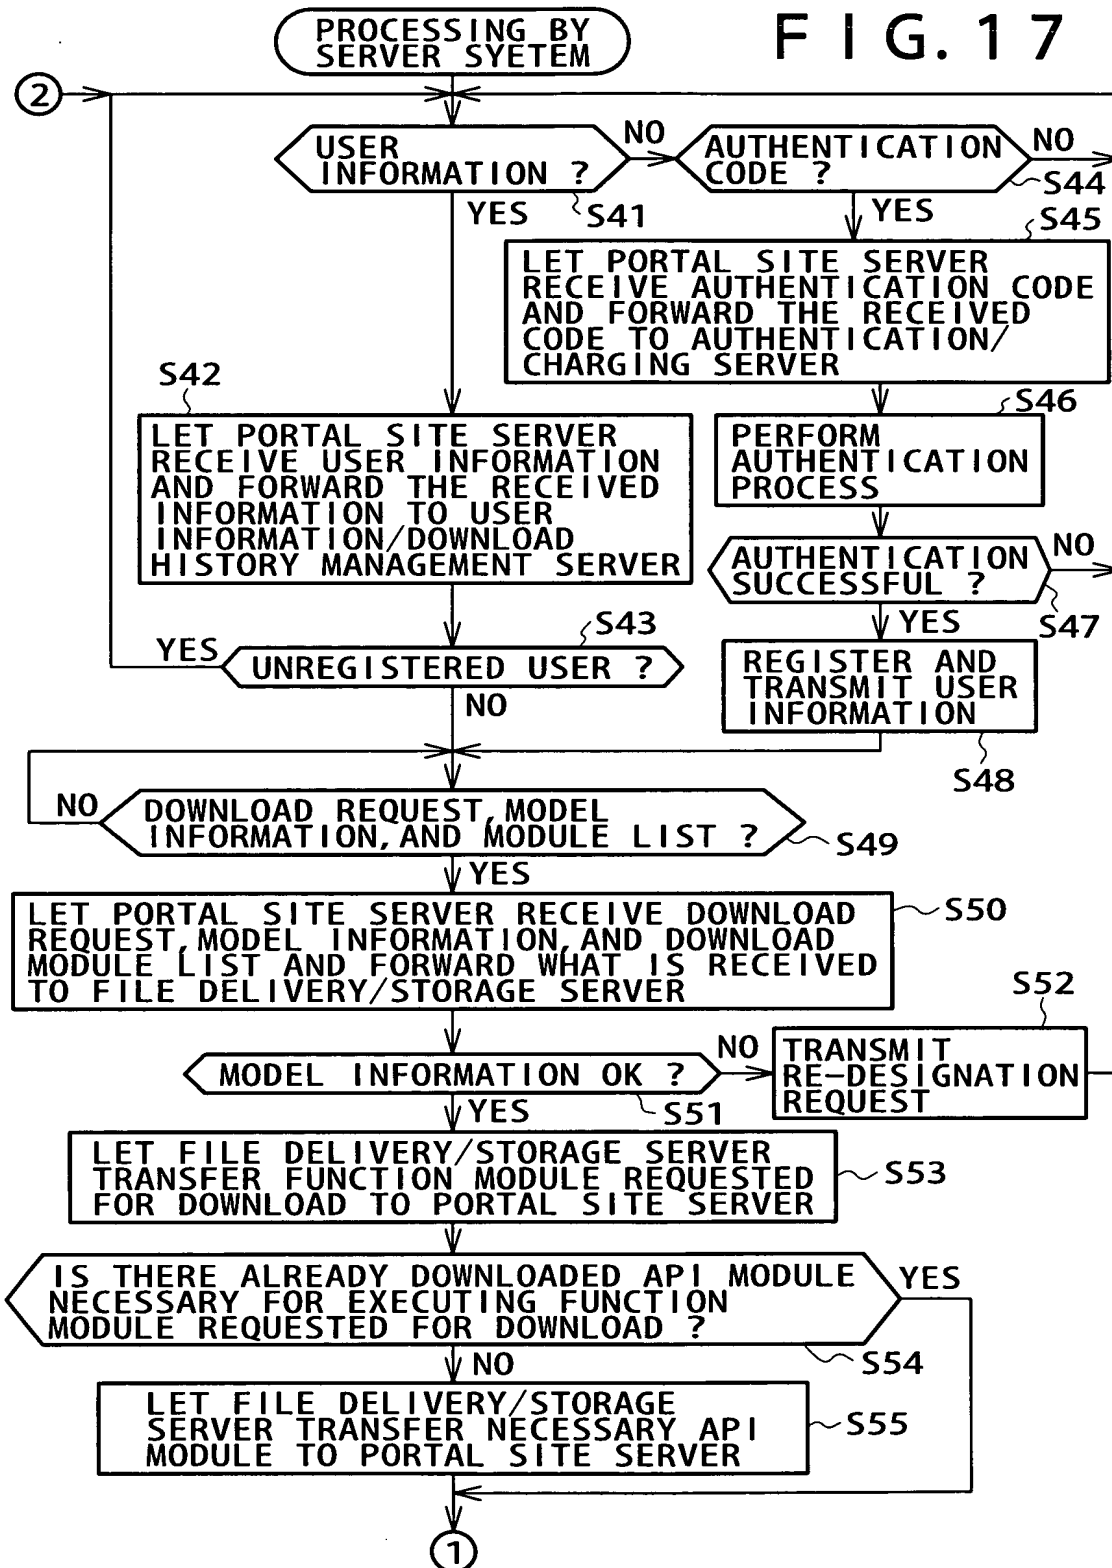 FIG.17
PROCESSING BY
SERVER SYETEM
2
USER
INFORMATION ?
NO
S41
YES
AUTHENTICATION
CODE ?
NO
S44
YES
S45
LET PORTAL SITE SERVER
RECEIVE AUTHENTICATION CODE
AND FORWARD THE RECEIVED
CODE TO AUTHENTICATION/
CHARGING SERVER
S42
LET PORTAL SITE SERVER
RECEIVE USER INFORMATION
AND FORWARD THE RECEIVED
INFORMATION TO USER
INFORMATION/DOWNLOAD
HISTORY MANAGEMENT SERVER
S46
PERFORM
AUTHENTICATION
PROCESS
AUTHENTICATION
SUCCESSFUL ?
NO
S47
YES
S43
YES
UNREGISTERED USER ?
NO
REGISTER AND
TRANSMIT USER
INFORMATION
S48
NO
DOWNLOAD REQUEST,MODEL
INFORMATION,AND MODULE LIST ?
S49
YES
LET PORTAL SITE SERVER RECEIVE DOWNLOAD
REQUEST,MODEL INFORMATION,AND DOWNLOAD
MODULE LIST AND FORWARD WHAT IS RECEIVED
TO FILE DELIVERY/STORAGE SERVER
S50
MODEL INFORMATION OK ?
NO
S51
YES
S52
TRANSMIT
RE-DESIGNATION
REQUEST
LET FILE DELIVERY/STORAGE SERVER
TRANSFER FUNCTION MODULE REQUESTED
FOR DOWNLOAD TO PORTAL SITE SERVER
S53
IS THERE ALREADY DOWNLOADED API MODULE
NECESSARY FOR EXECUTING FUNCTION
MODULE REQUESTED FOR DOWNLOAD ?
YES
S54
NO
LET FILE DELIVERY/STORAGE
SERVER TRANSFER NECESSARY API
MODULE TO PORTAL SITE SERVER
S55
1